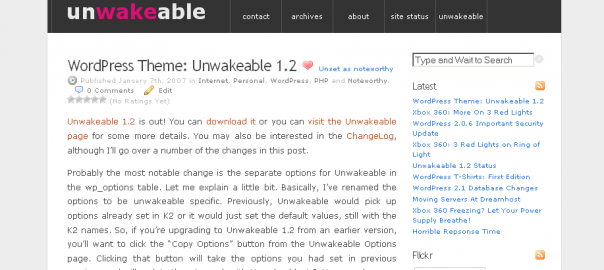 unwakeable
contact archives about site status unwakeable
WordPress Theme: Unwakeable 1.2 Unset as noteworthy
Published January 7th, 2007 in Internet, Personal, WordPress, PHP and Noteworthy.
0 Comments Edit
(No Ratings Yet)
Unwakeable 1.2 is out! You can download it or you can visit the Unwakeable
page for some more details. You may also be interested in the ChangeLog,
although I'll go over a number of the changes in this post.
Probably the most notable change is the separate options for Unwakeable in
the wp_options table. Let me explain a little bit. Basically, I've renamed the
options to be unwakeable specific. Previously, Unwakeable would pick up
options already set in K2 or it would just set the default values, still with the
K2 names. So, if you're upgrading to Unwakeable 1.2 from an earlier version,
you'll want to click the "Copy Options" button from the Unwakeable Options
page. Clicking that button will take the options you had set in previous
Type and Wait to Search
Latest
WordPress Theme: Unwakeable 1.2
Xbox 360: More On 3 Red Lights
WordPress 2.0.6 Important Security
Update
Xbox 360: 3 Red Lights on Ring of
Light
Unwakeable 1.2 Status
WordPress T-Shirts: First Edition
WordPress 2.1 Database Changes
Moving Servers At Dreamhost
Xbox 360 Freezing? Let Your Power
Supply Breathe!
Horrible Repsonse Time
Flickr